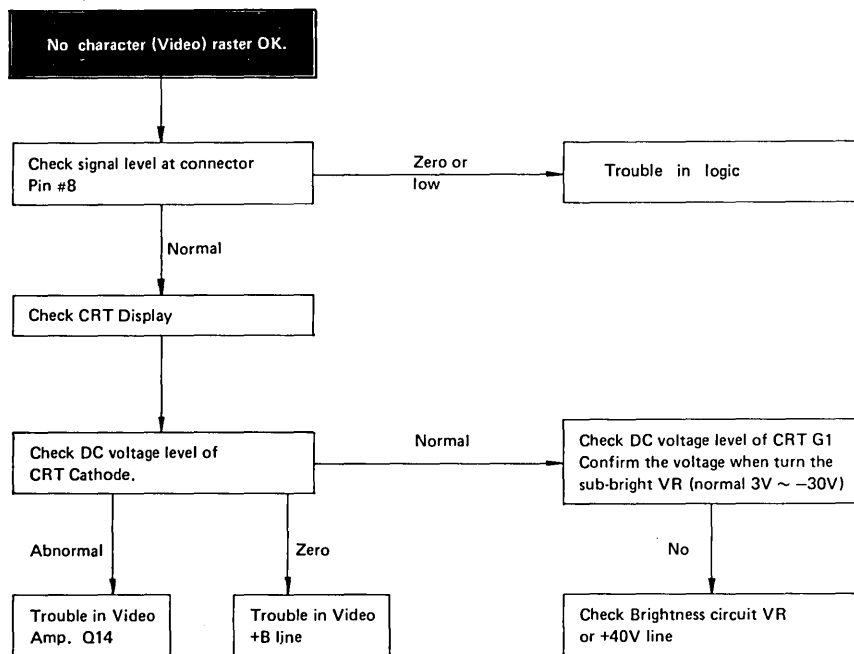 No character (Video) raster OK.
Check signal level at connector
Pin #8
Zero or
low
Trouble in logic
Normal
Check CRT Display
Check DC voltage level of
CRT Cathode.
Normal
Check DC voltage level of CRT G1
Confirm the voltage when turn the
sub-bright VR (normal 3V ~ −30V)
Abnormal
Zero
No
Trouble in Video
Amp. Q14
Trouble in Video
+B line
Check Brightness circuit VR
or +40V line